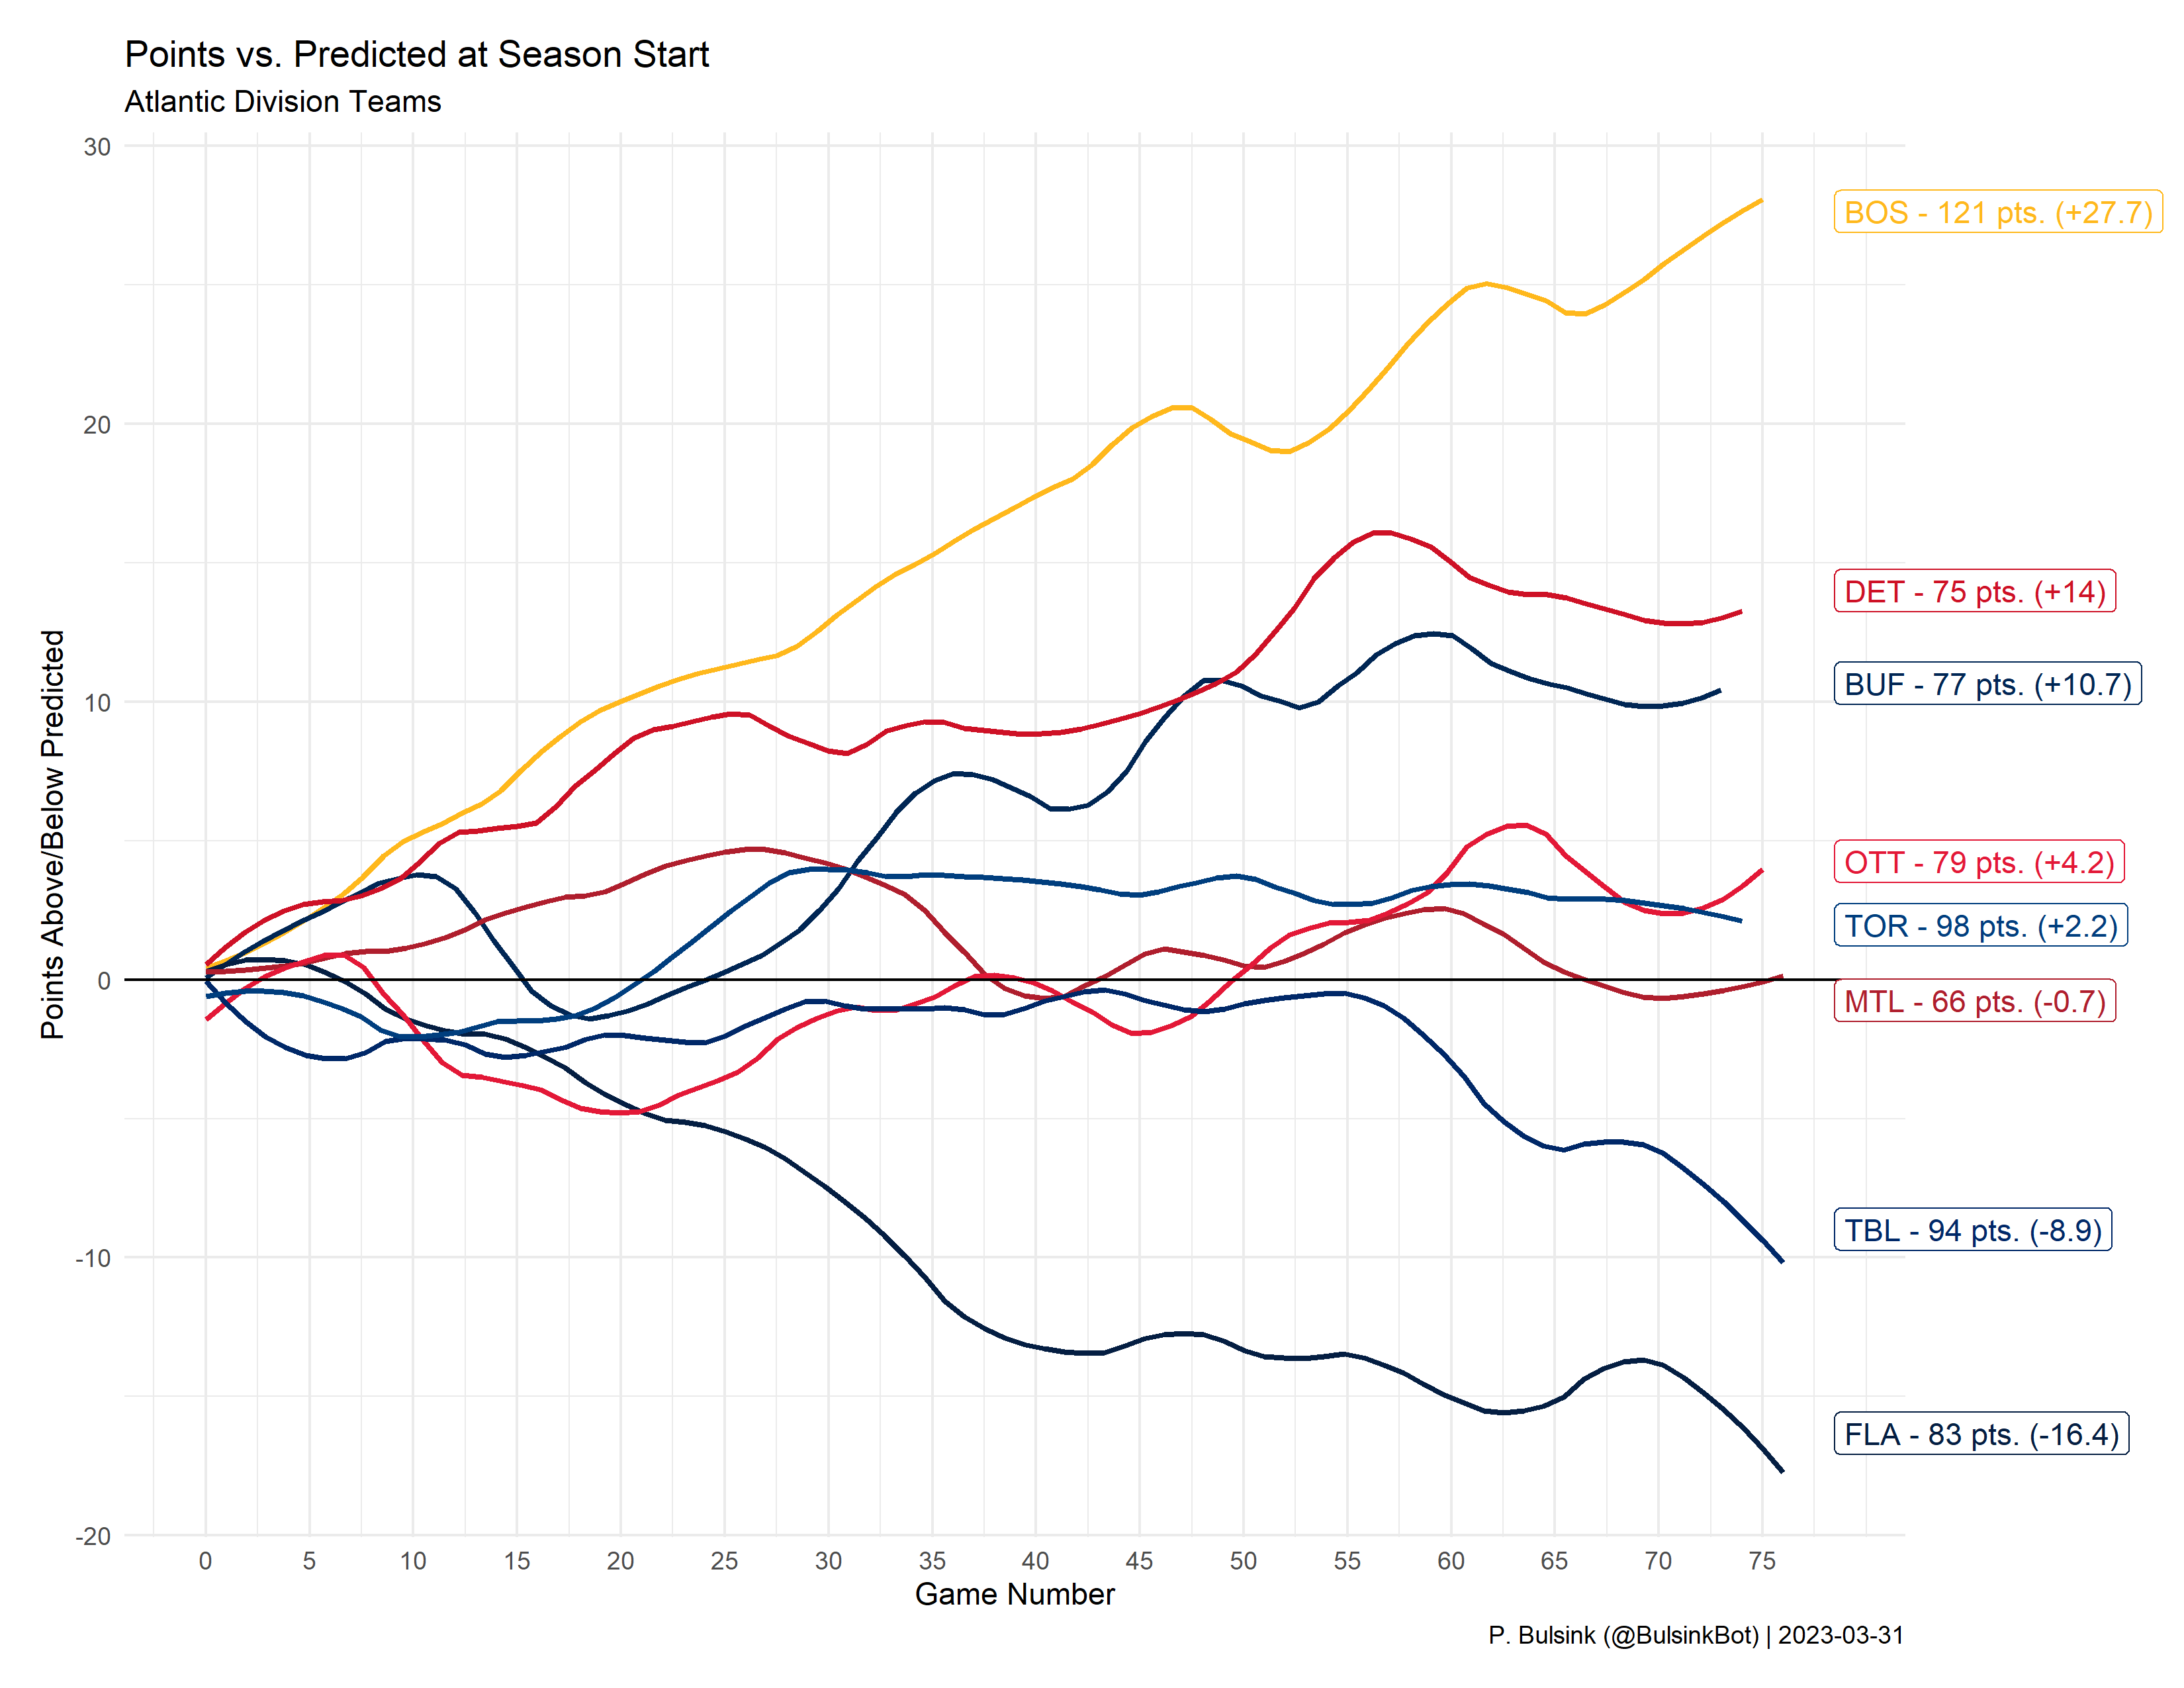 Points vs. Predicted at Season Start
Atlantic Division Teams
Points Above/Below Predicted
30
20
10
0
-10
-20
BOS - 121 pts. (+27.7)
DET - 75 pts. (+14)
BUF - 77 pts. (+10.7)
OTT - 79 pts. (+4.2)
TOR - 98 pts. (+2.2)
MTL - 66 pts. (-0.7)
TBL - 94 pts. (-8.9)
FLA - 83 pts. (-16.4)
0 5 10 15 20 25 30 35 40 45 50 55 60 65 70 75
Game Number
P. Bulsink (@BulsinkBot) | 2023-03-31